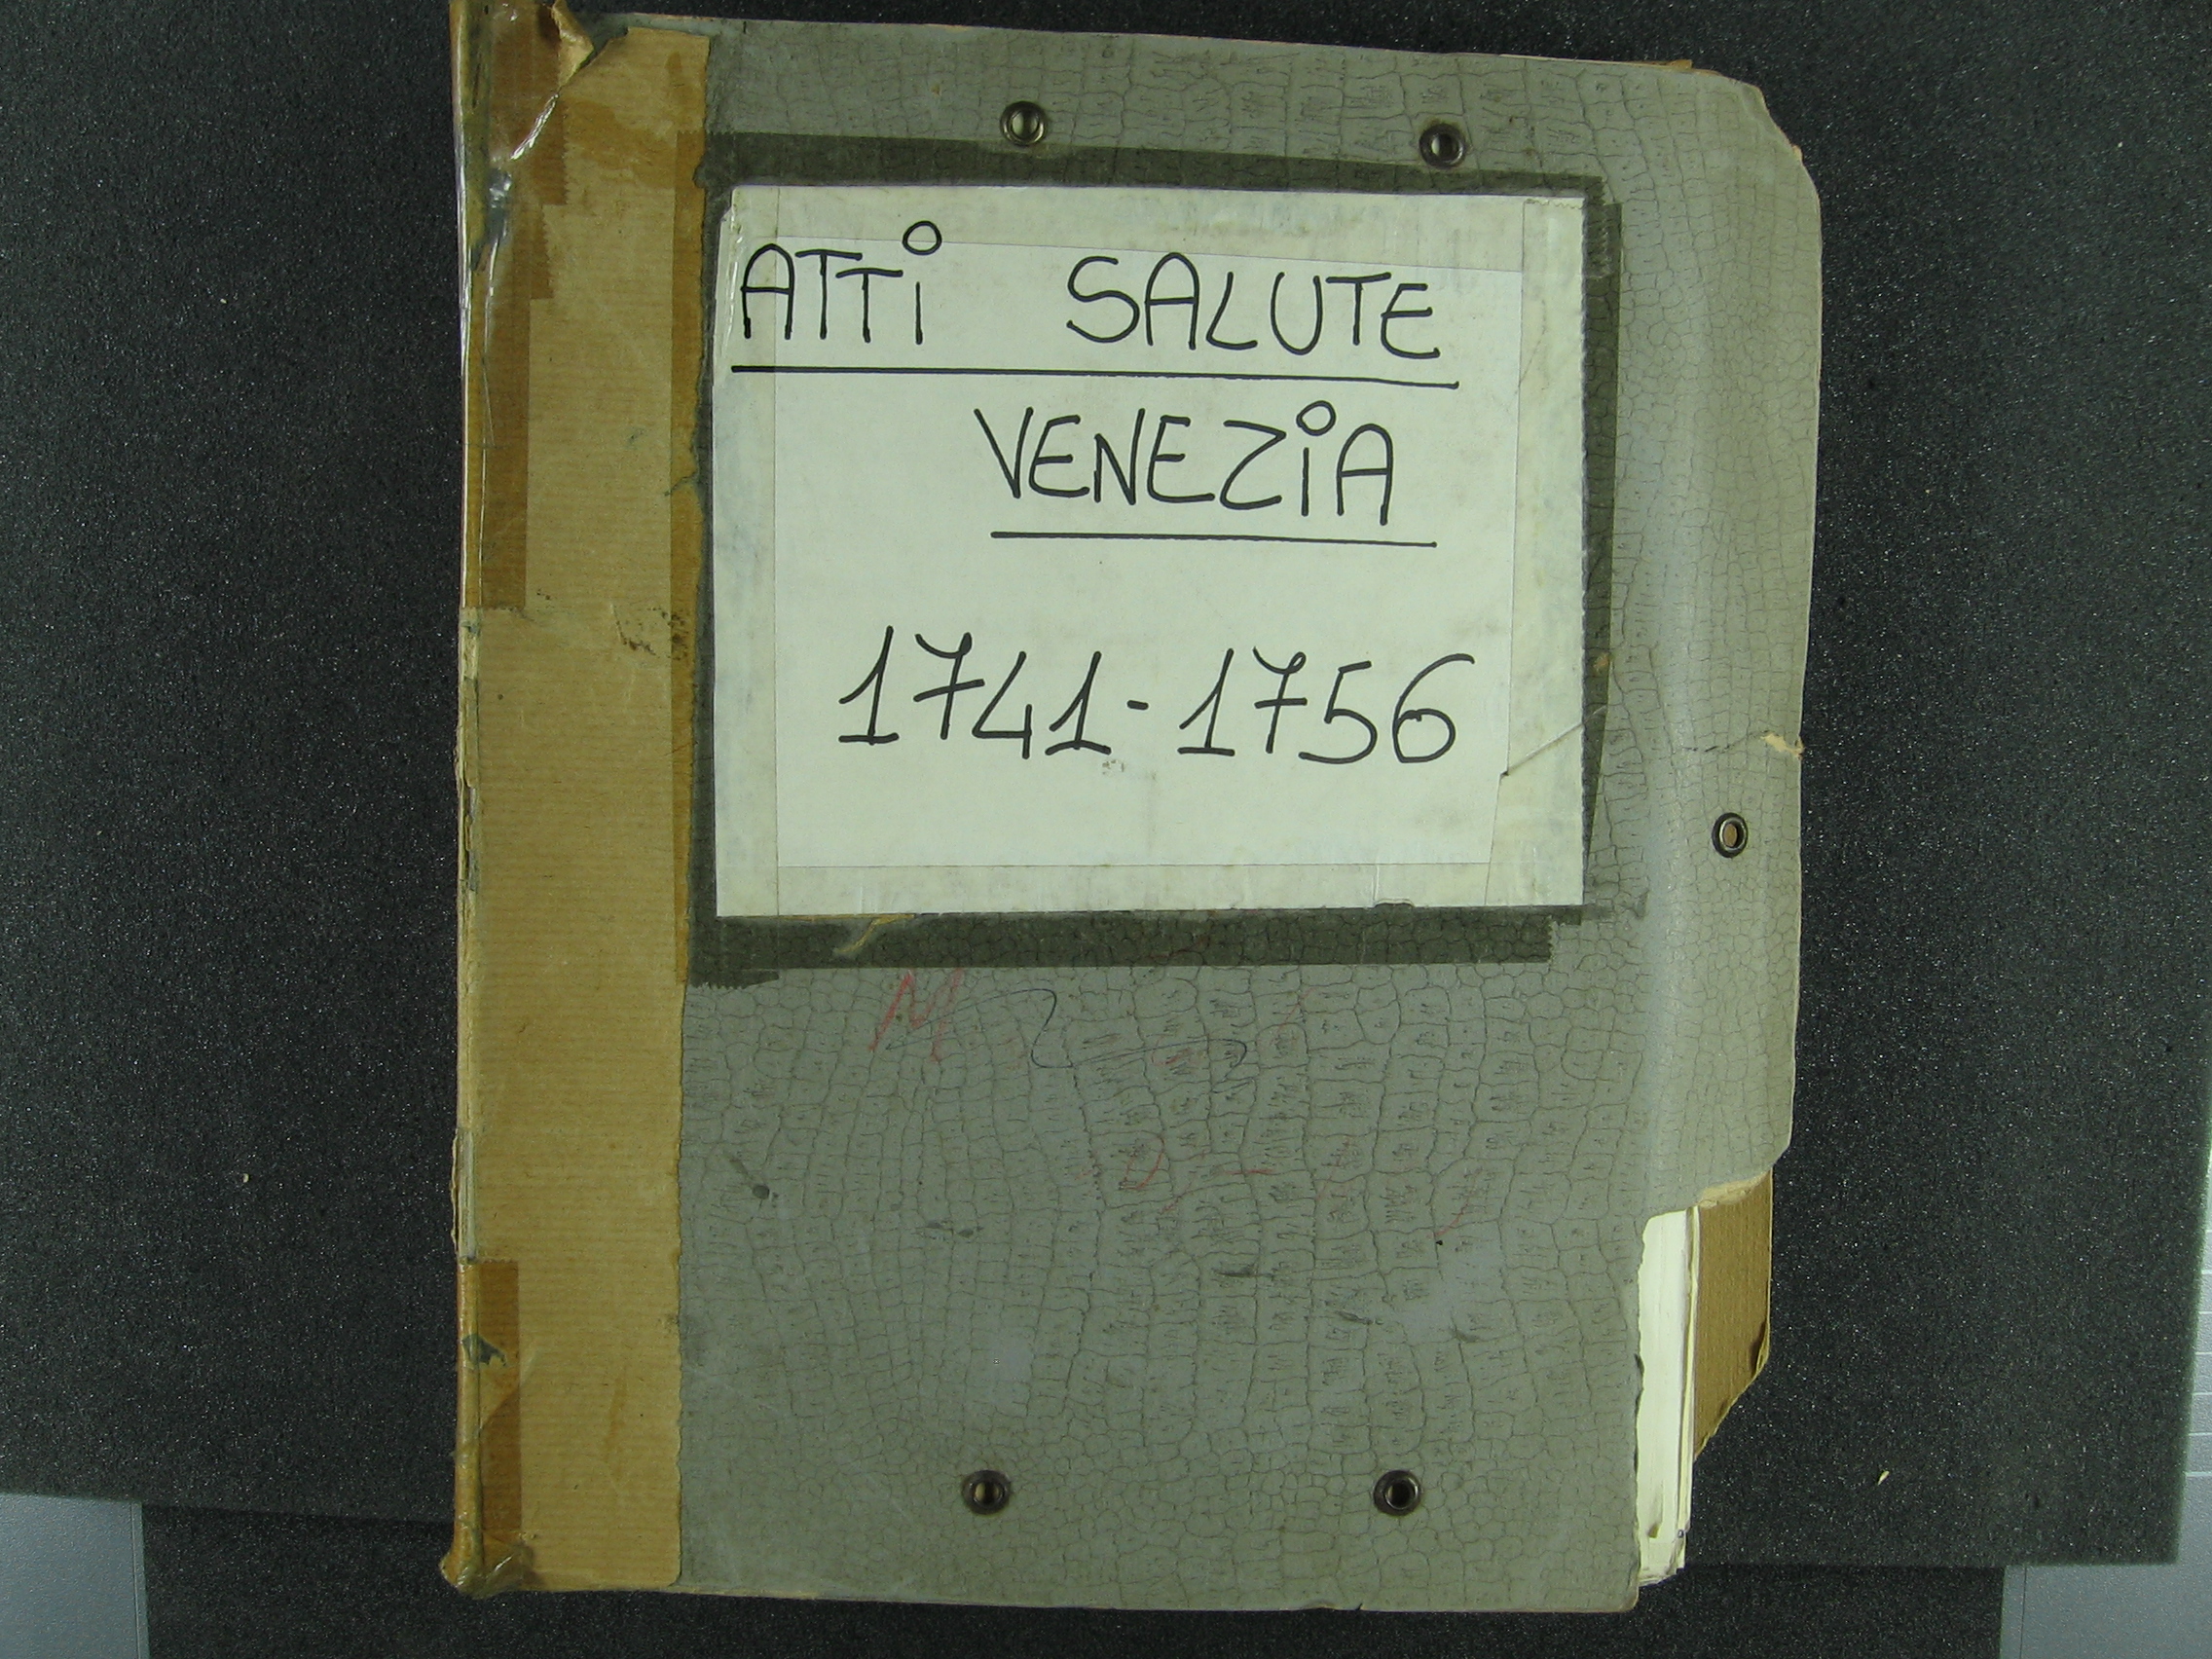 ATTi SALUTE
VENEZiA
1741-1756
M